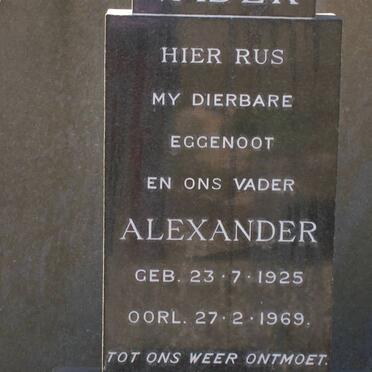 HIER RUS
MY DIERBARE
EGGENOOT
EN ONS VADER
ALEXANDER
GEB. 23·7·1925
OORL. 27·2·1969.
TOT ONS WEER ONTMOET.